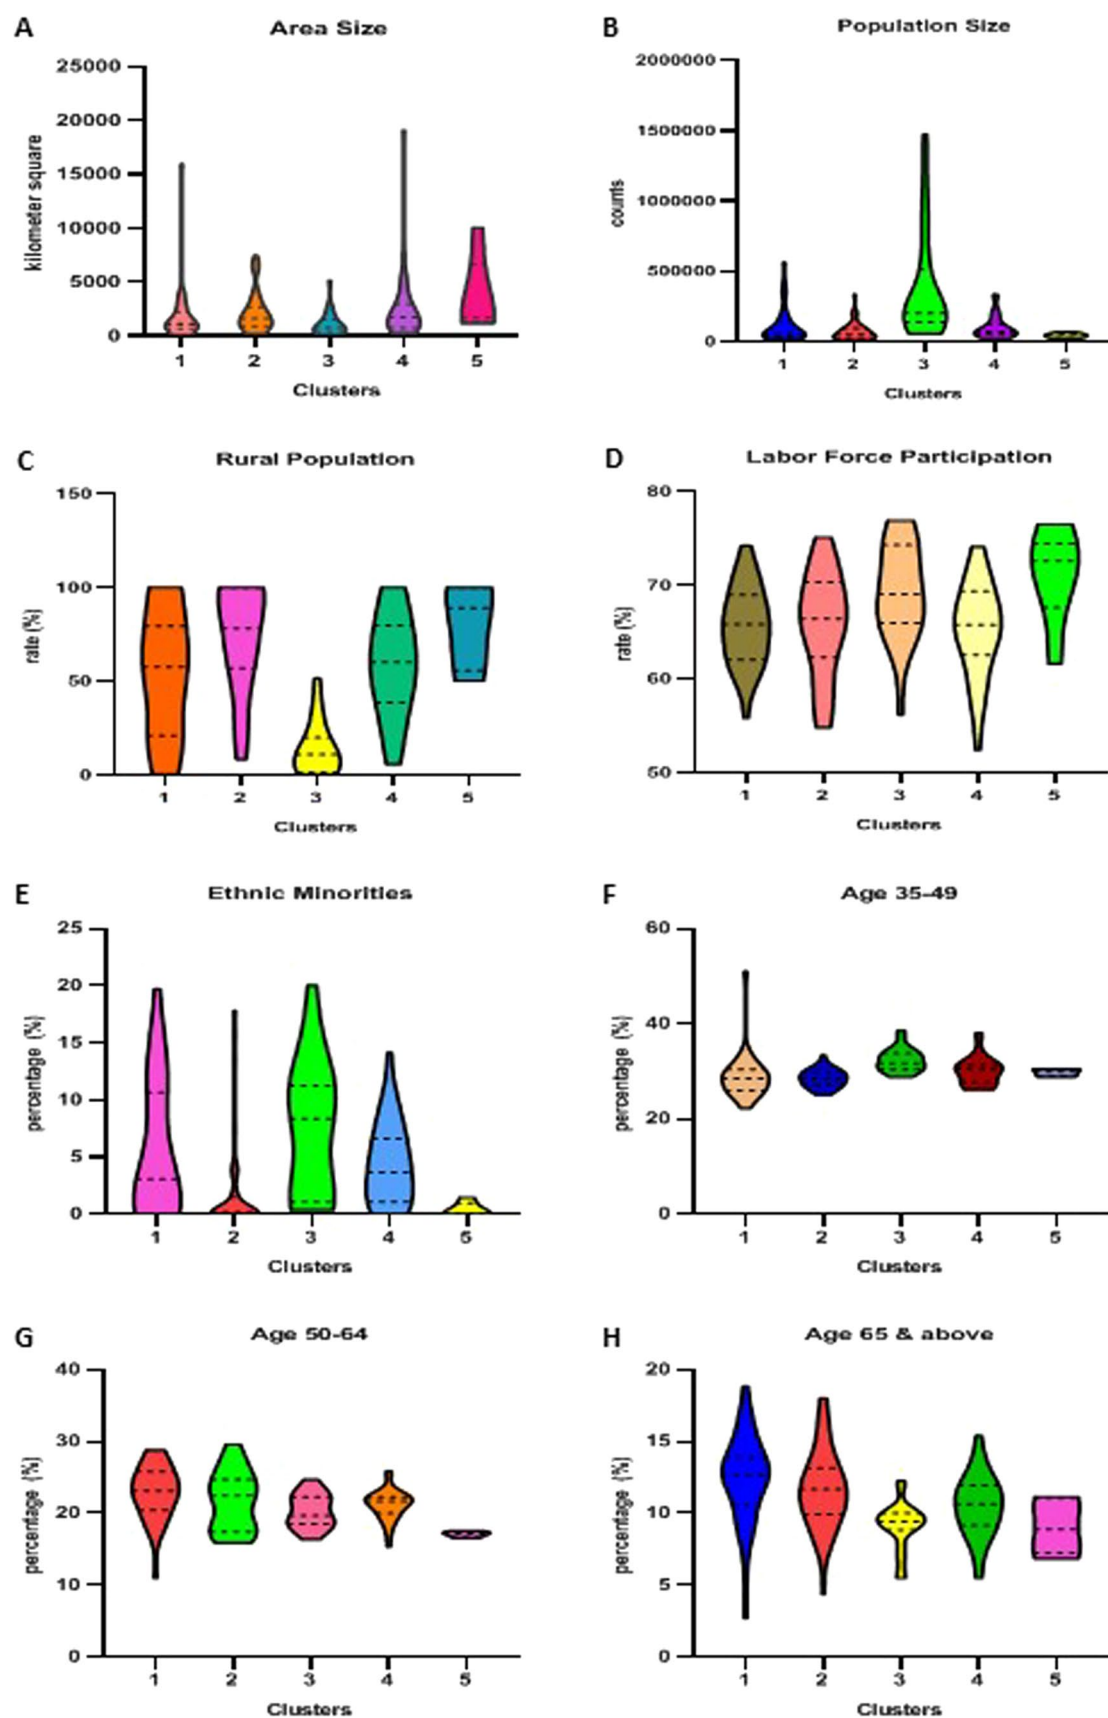 A
Area Size
25000
20000
15000
10000
5000
0
kilometer square
1 2 3 4 5
Clusters
B
Population Size
2000000
1500000
1000000
500000
0
counts
1 2 3 4 5
Clusters
C
Rural Population
150
100
50
0
rate (%)
1 2 3 4 5
Clusters
D
Labor Force Participation
80
70
60
50
rate (%)
1 2 3 4 5
Clusters
E
Ethnic Minorities
25
20
15
10
5
0
percentage (%)
1 2 3 4 5
Clusters
F
Age 35-49
60
40
20
0
percentage (%)
1 2 3 4 5
Clusters
G
Age 50-64
40
30
20
10
0
percentage (%)
1 2 3 4 5
Clusters
H
Age 65 & above
20
15
10
5
0
percentage (%)
1 2 3 4 5
Clusters